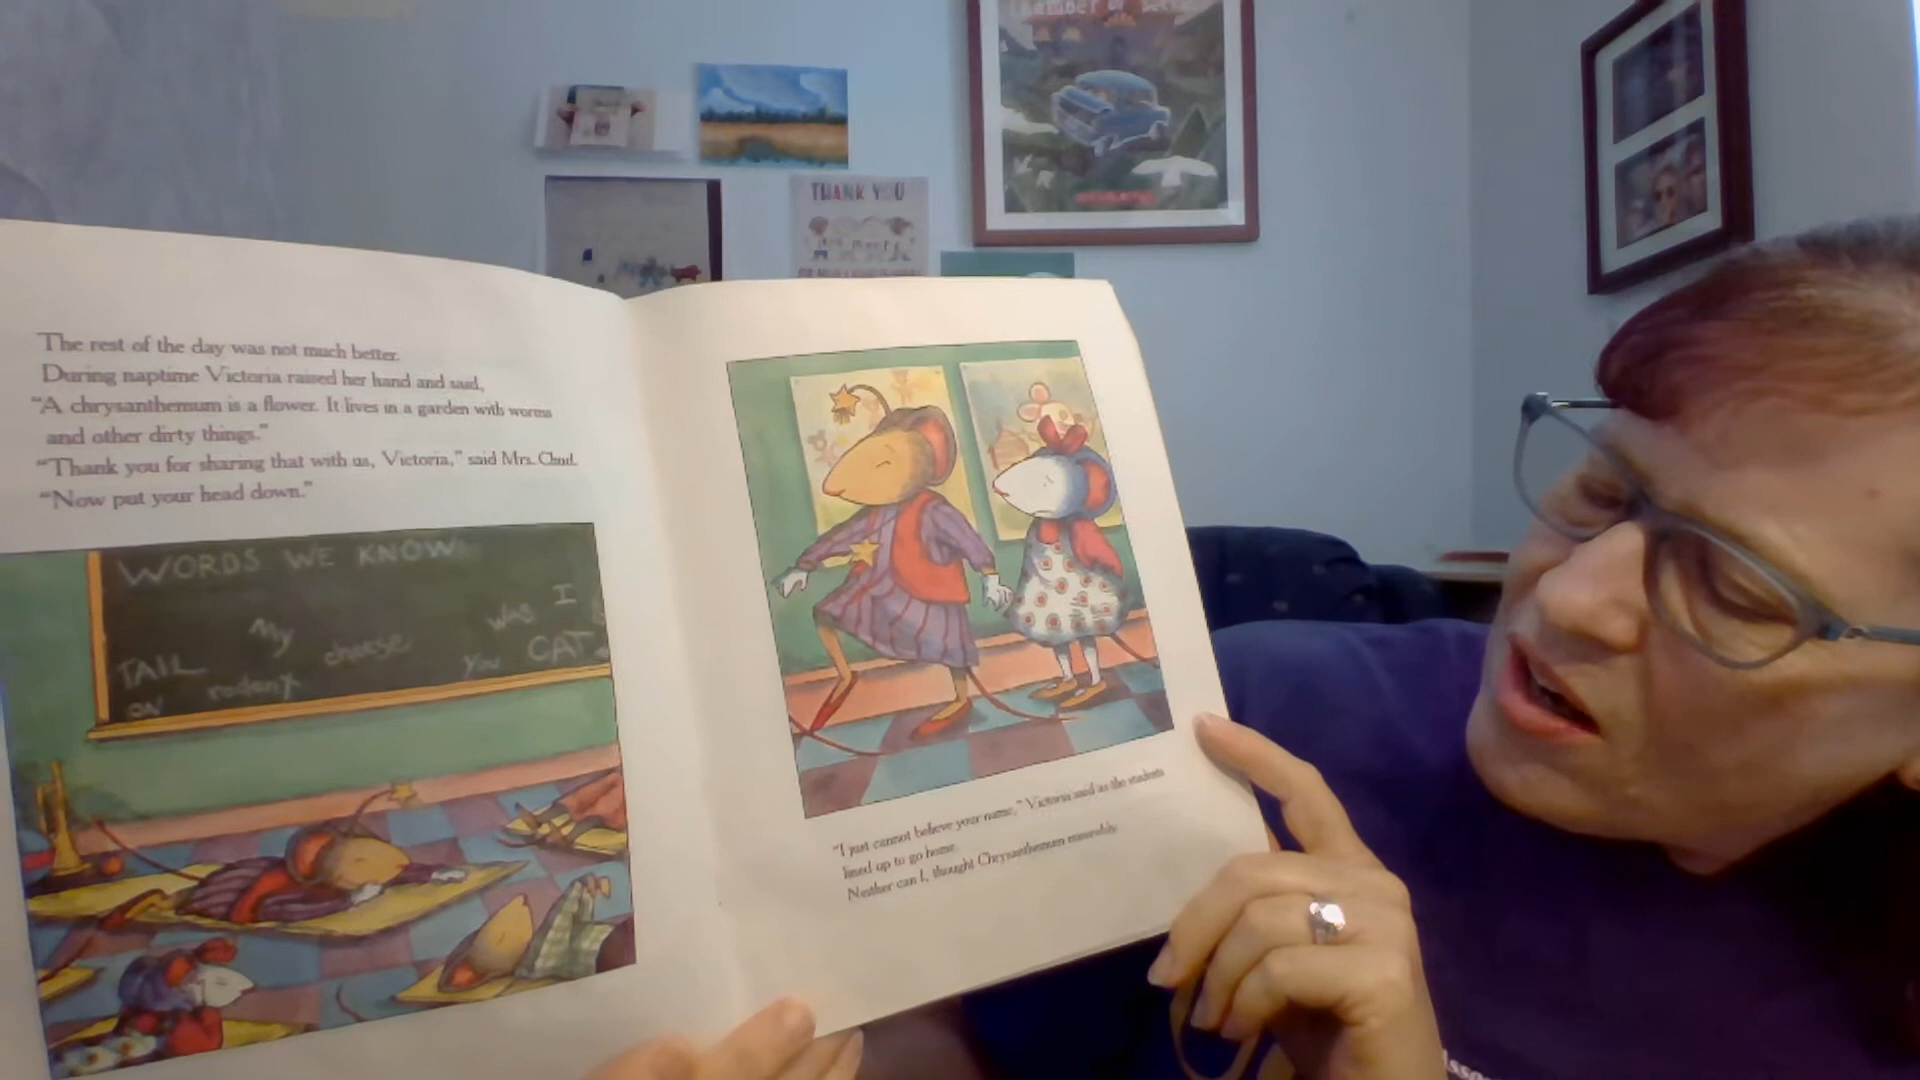 Chamber of Secrets
THANK YOU
The rest of the day was not much better.
During naptime Victoria raised her hand and said,
“A chrysanthemum is a flower. It lives in a garden with worms
and other dirty things.”
“Thank you for sharing that with us, Victoria,” said Mrs. Chud.
“Now put your head down.”
WORDS WE KNOW
TAIL My cheese was I
ON rodent You CAT
“I just cannot believe your name,” Victoria said as the students
lined up to go home.
Neither can I, thought Chrysanthemum miserably.